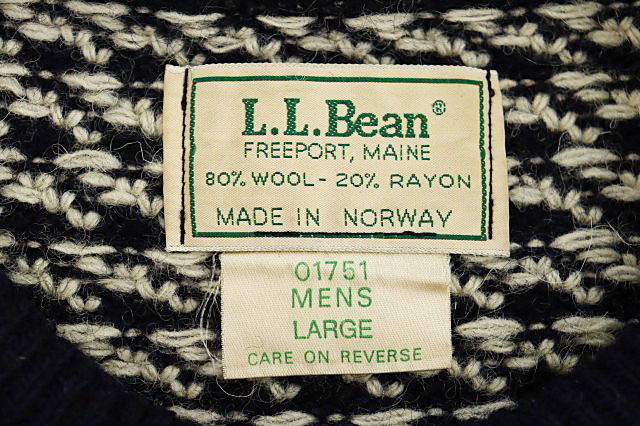 L.L.Bean®
FREEPORT, MAINE
80% WOOL - 20% RAYON
MADE IN NORWAY
01751
MENS
LARGE
CARE ON REVERSE